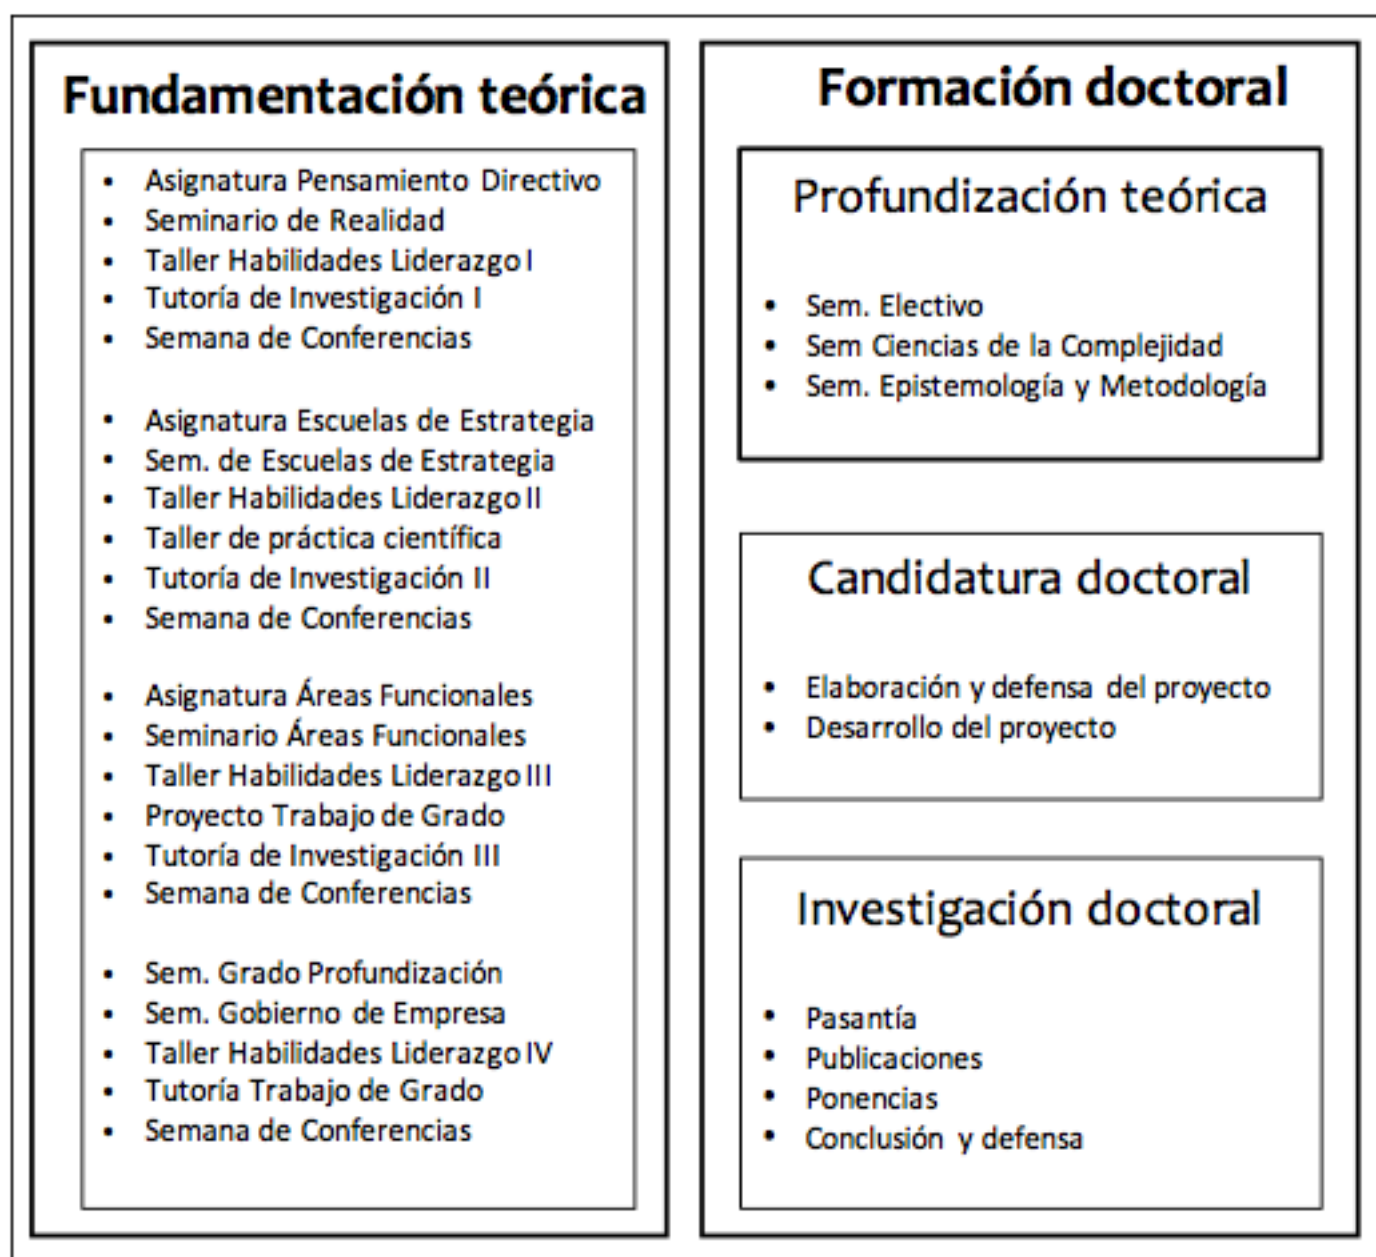 Fundamentación teórica
• Asignatura Pensamiento Directivo
• Seminario de Realidad
• Taller Habilidades Liderazgo I
• Tutoría de Investigación I
• Semana de Conferencias
• Asignatura Escuelas de Estrategia
• Sem. de Escuelas de Estrategia
• Taller Habilidades Liderazgo II
• Taller de práctica científica
• Tutoría de Investigación II
• Semana de Conferencias
• Asignatura Áreas Funcionales
• Seminario Áreas Funcionales
• Taller Habilidades Liderazgo III
• Proyecto Trabajo de Grado
• Tutoría de Investigación III
• Semana de Conferencias
• Sem. Grado Profundización
• Sem. Gobierno de Empresa
• Taller Habilidades Liderazgo IV
• Tutoría Trabajo de Grado
• Semana de Conferencias
Formación doctoral
Profundización teórica
• Sem. Electivo
• Sem Ciencias de la Complejidad
• Sem. Epistemología y Metodología
Candidatura doctoral
• Elaboración y defensa del proyecto
• Desarrollo del proyecto
Investigación doctoral
• Pasantía
• Publicaciones
• Ponencias
• Conclusión y defensa